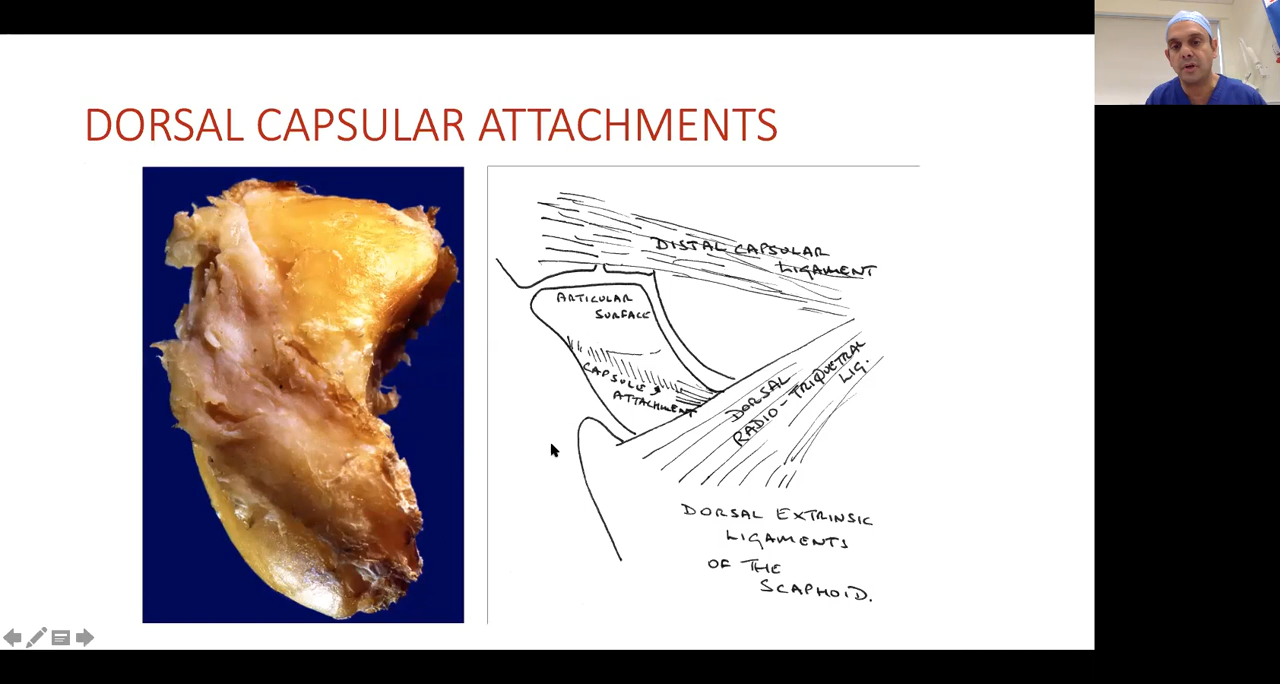 DORSAL CAPSULAR ATTACHMENTS
DISTAL CAPSULAR
LIGAMENT
ARTICULAR
SURFACE
CAPSULE
ATTACHMENT
DORSAL
RADIO-TRIQUETRAL
LIG.
DORSAL EXTRINSIC
LIGAMENTS
OF THE
SCAPHOID.